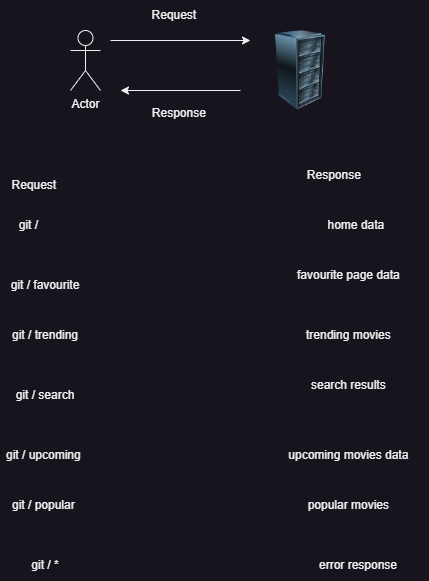 Request
Actor
Response
Request
Response
git /
home data
git / favourite
favourite page data
git / trending
trending movies
git / search
search results
git / upcoming
upcoming movies data
git / popular
popular movies
git / *
error response